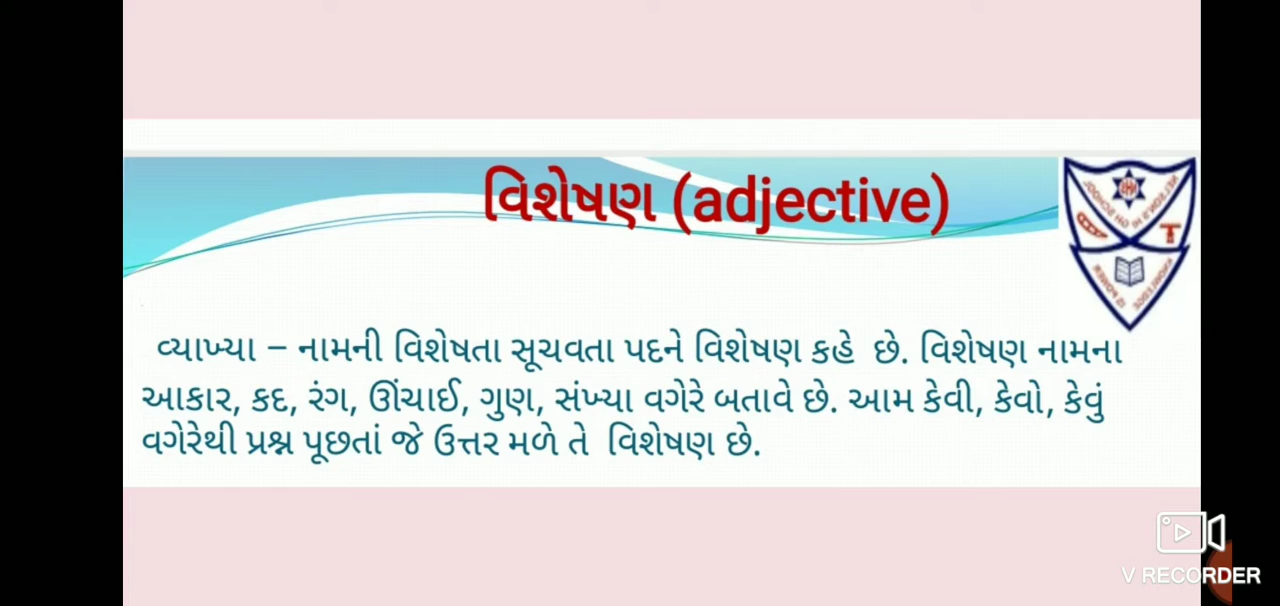 વિશેષણ (adjective)
વ્યાખ્યા – નામની વિશેષતા સૂચવતા પદને વિશેષણ કહે છે. વિશેષણ નામના
આકાર, કદ, રંગ, ઊંચાઈ, ગુણ, સંખ્યા વગેરે બતાવે છે. આમ કેવી, કેવો, કેવું
વગેરેથી પ્રશ્ન પૂછતાં જે ઉત્તર મળે તે વિશેષણ છે.
V RECORDER